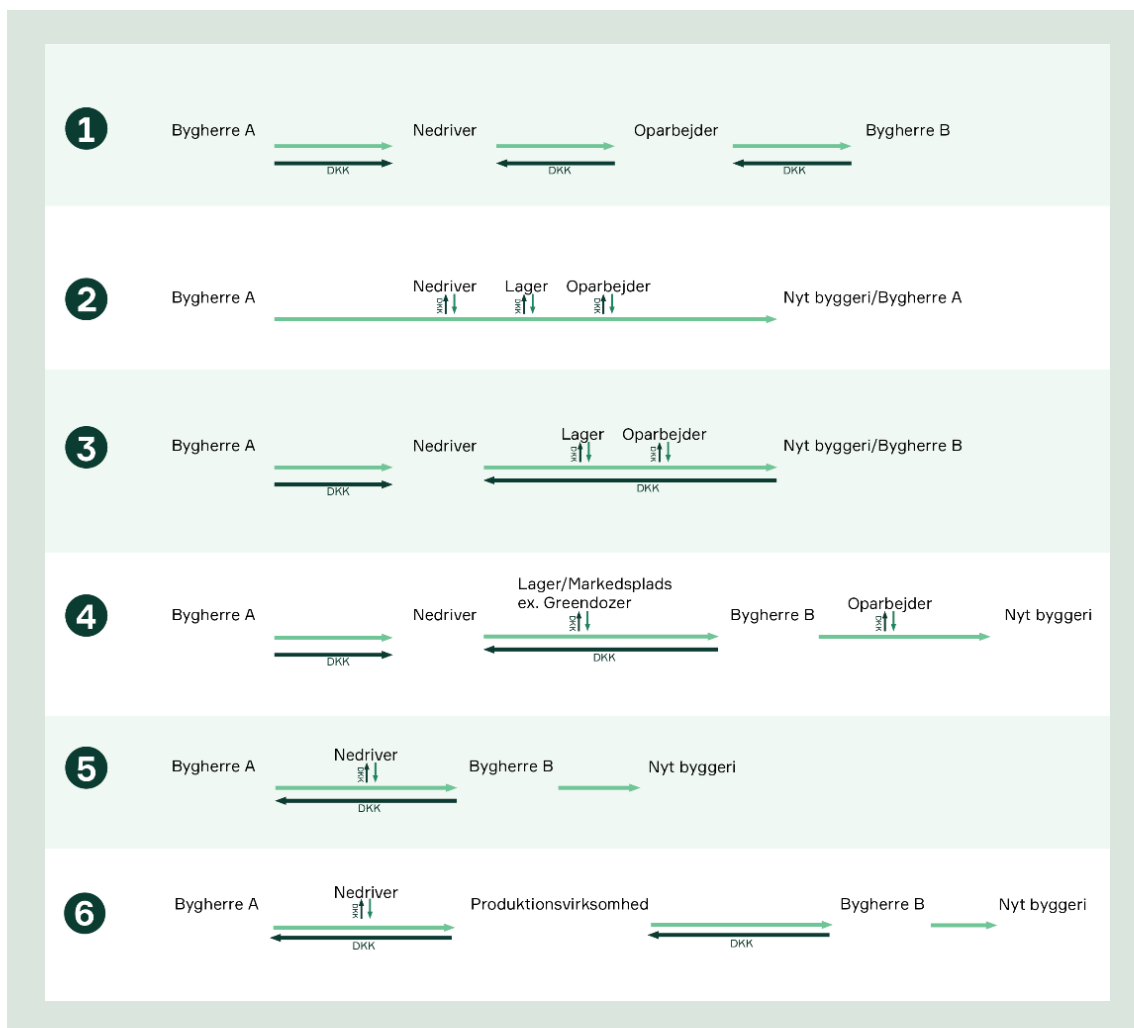 1
Bygherre A
Nedriver
Oparbejder
Bygherre B
DKK
DKK
DKK
2
Bygherre A
Nedriver
Lager
Oparbejder
Nyt byggeri/Bygherre A
DKK
DKK
DKK
3
Bygherre A
Nedriver
Lager
Oparbejder
Nyt byggeri/Bygherre B
DKK
DKK
DKK
DKK
4
Bygherre A
Nedriver
Lager/Markedsplads
ex. Greendozer
Bygherre B
Oparbejder
Nyt byggeri
DKK
DKK
DKK
DKK
5
Bygherre A
Nedriver
Bygherre B
Nyt byggeri
DKK
DKK
6
Bygherre A
Nedriver
Produktionsvirksomhed
Bygherre B
Nyt byggeri
DKK
DKK
DKK